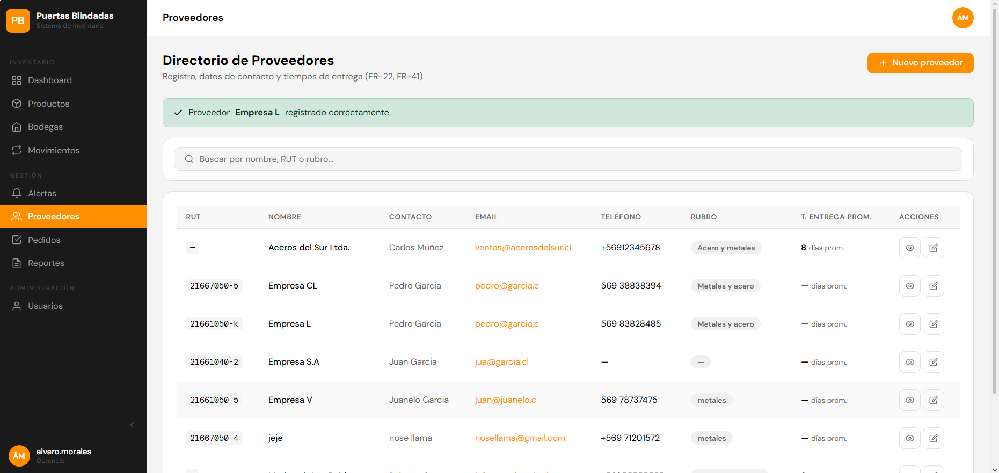 PB
Puertas Blindadas
Sistema de Inventario
INVENTARIO
Dashboard
Productos
Bodegas
Movimientos
GESTIÓN
Alertas
Proveedores
Pedidos
Reportes
ADMINISTRACIÓN
Usuarios
ÁM
alvaro.morales
Gerencia
Proveedores
ÁM
Directorio de Proveedores
Registro, datos de contacto y tiempos de entrega (FR-22, FR-41)
+ Nuevo proveedor
Proveedor Empresa L registrado correctamente.
Buscar por nombre, RUT o rubro...
RUT NOMBRE CONTACTO EMAIL TELÉFONO RUBRO T. ENTREGA PROM. ACCIONES
— Aceros del Sur Ltda. Carlos Muñoz ventas@acerosdelsur.cl +56912345678 Acero y metales 8 días prom.
21667050-5 Empresa CL Pedro Garcia pedro@garcia.c 569 38838394 Metales y acero — días prom.
21661050-k Empresa L Pedro Garcia pedro@garcia.c 569 83828485 Metales y acero — días prom.
21661040-2 Empresa S.A Juan Garcia jua@garcia.cl — — — días prom.
21661050-5 Empresa V Juanelo Garcia juan@juanelo.c 569 78737475 metales — días prom.
21667050-4 jeje nose llama nosellama@gmail.com +569 71201572 metales — días prom.